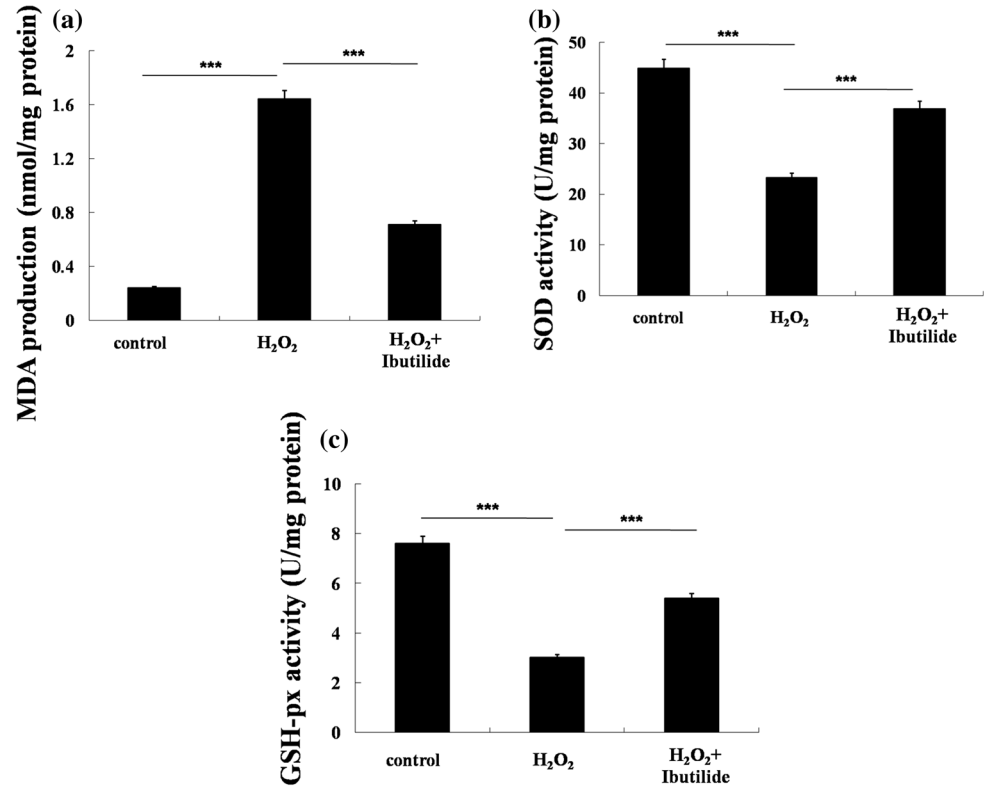 (a)
MDA production (nmol/mg protein)
2
1.6
1.2
0.8
0.4
0
***
***
control
H₂O₂
H₂O₂+
Ibutilide
(b)
SOD activity (U/mg protein)
50
40
30
20
10
0
***
***
control
H₂O₂
H₂O₂+
Ibutilide
(c)
GSH-px activity (U/mg protein)
10
8
6
4
2
0
***
***
control
H₂O₂
H₂O₂+
Ibutilide